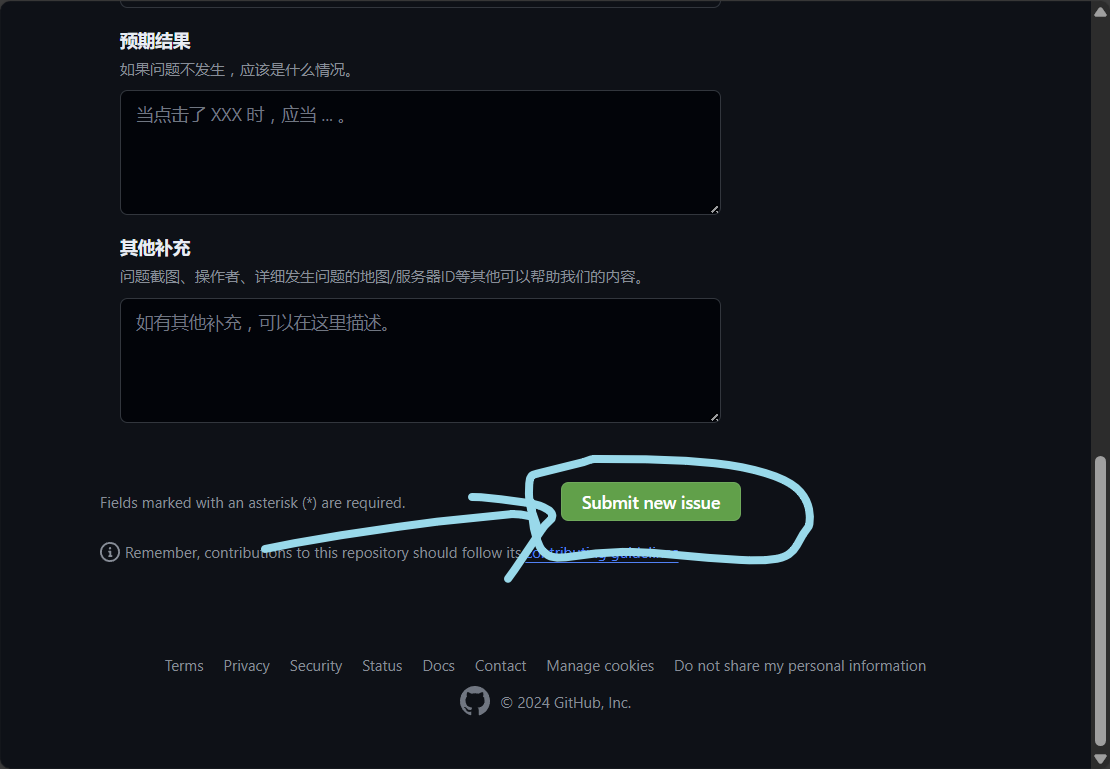 预期结果
如果问题不发生，应该是什么情况。
当点击了 XXX 时，应当 ... 。
其他补充
问题截图、操作者、详细发生问题的地图/服务器ID等其他可以帮助我们的内容。
如有其他补充，可以在这里描述。
Fields marked with an asterisk (*) are required.
Submit new issue
Remember, contributions to this repository should follow its contributing guidelines
Terms Privacy Security Status Docs Contact Manage cookies Do not share my personal information
© 2024 GitHub, Inc.